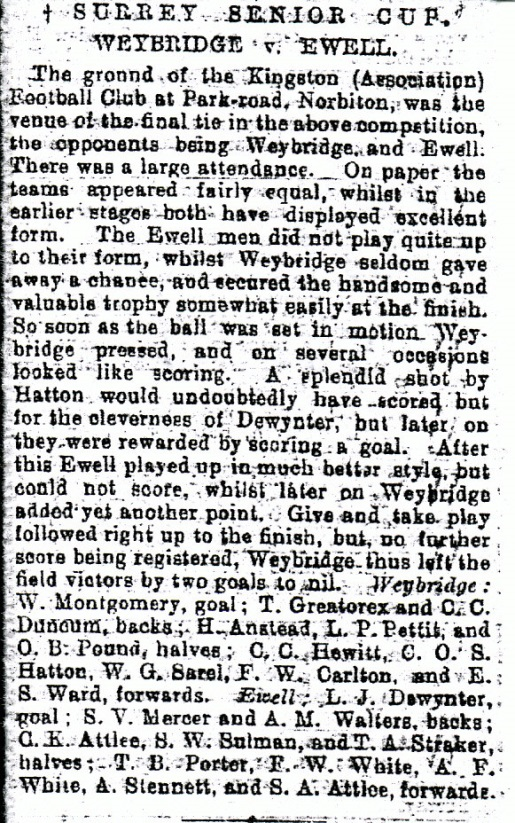 † SURREY SENIOR CUP.
WEYBRIDGE v. EWELL.
The ground of the Kingston (Association)
Football Club at Park-road, Norbiton, was the
venue of the final tie in the above competition,
the opponents being Weybridge and Ewell.
There was a large attendance. On paper the
teams appeared fairly equal, whilst in the
earlier stages both have displayed excellent
form. The Ewell men did not play quite up
to their form, whilst Weybridge seldom gave
away a chance, and secured the handsome and
valuable trophy somewhat easily at the finish.
So soon as the ball was set in motion Wey-
bridge pressed, and on several occasions
looked like scoring. A splendid shot by
Hatton would undoubtedly have scored but
for the cleverness of Dewynter, but later on
they were rewarded by scoring a goal. After
this Ewell played up in much better style, but
could not score, whilst later on Weybridge
added yet another point. Give and take play
followed right up to the finish, but, no further
score being registered, Weybridge thus left the
field victors by two goals to nil. Weybridge:
W. Montgomery, goal; T. Greatorex and C. C.
Duncum, backs; H. Anstead, L. P. Pettit, and
O. B. Pound, halves; C. C. Hewitt, C. O. S.
Hatton, W. G. Sarel, F. W. Carlton, and E.
S. Ward, forwards. Ewell: L. J. Dewynter,
goal; S. V. Mercer and A. M. Walters, backs;
C. K. Attlee, S. W. Sulman, and T. A. Straker,
halves; T. B. Porter, F. W. White, A. F.
White, A. Stennett, and S. A. Attlee, forwards.